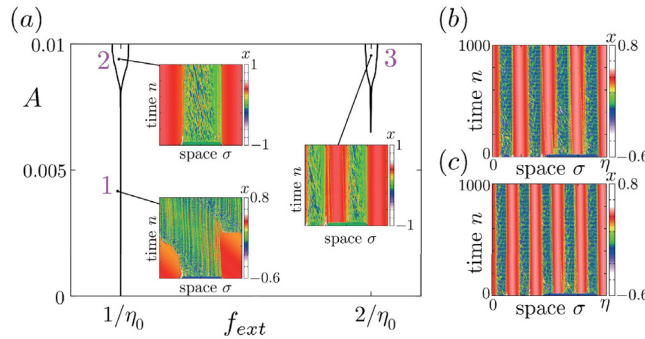 (a)
0.01
A
0.005
0
1/η₀
f_ext
2/η₀
2
1
3
x
1
−1
time n
space σ
x
0.8
−0.6
time n
space σ
x
1
−1
time n
space σ
(b)
1000
time n
0
0
space σ
η
x
0.8
−0.6
(c)
1000
time n
0
0
space σ
η
x
0.8
−0.6